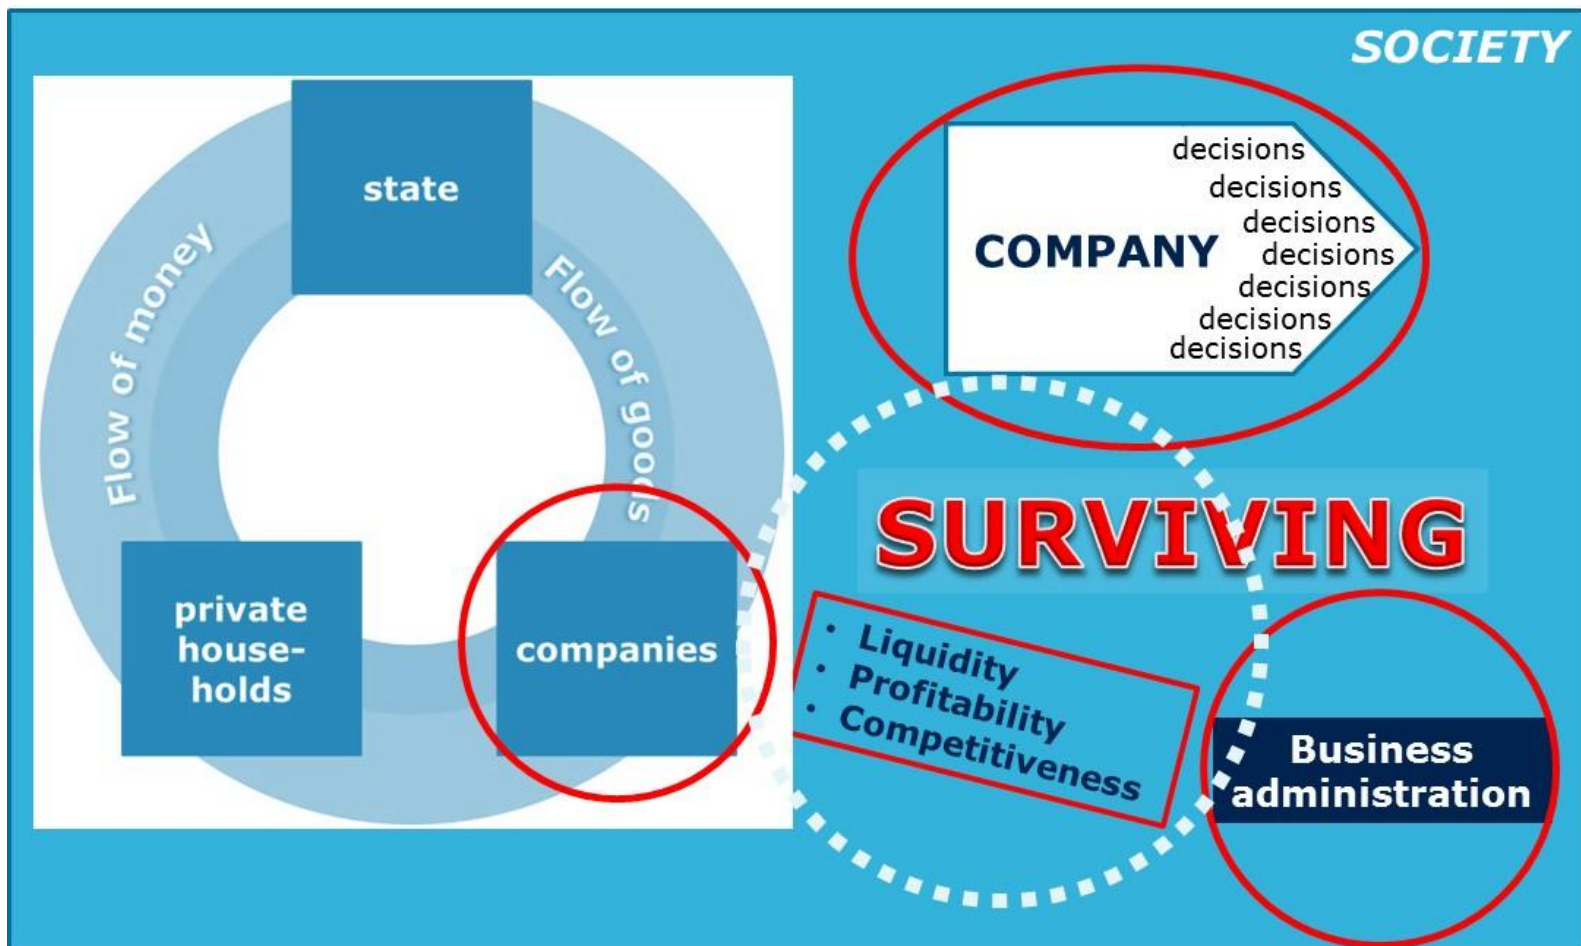 SOCIETY
state
Flow of money
Flow of goods
private
house-
holds
companies
COMPANY
decisions
decisions
decisions
decisions
decisions
decisions
decisions
SURVIVING
• Liquidity
• Profitability
• Competitiveness
Business
administration